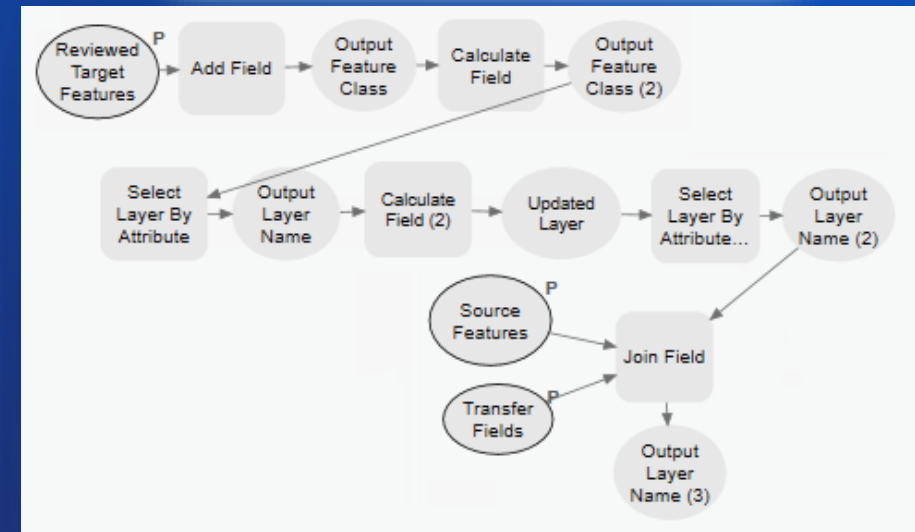 Reviewed
Target
Features
P
Add Field
Output
Feature
Class
Calculate
Field
Output
Feature
Class (2)
Select
Layer By
Attribute
Output
Layer
Name
Calculate
Field (2)
Updated
Layer
Select
Layer By
Attribute...
Output
Layer
Name (2)
Source
Features
P
Join Field
Transfer
Fields
P
Output
Layer
Name (3)